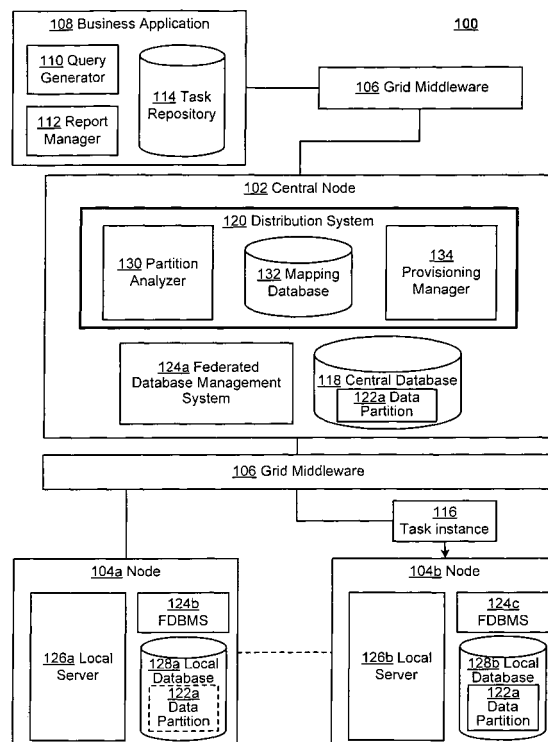 108 Business Application
100
110 Query
Generator
112 Report
Manager
114 Task
Repository
106 Grid Middleware
102 Central Node
120 Distribution System
130 Partition
Analyzer
132 Mapping
Database
134
Provisioning
Manager
124a Federated
Database Management
System
118 Central Database
122a Data
Partition
106 Grid Middleware
116
Task instance
104a Node
126a Local
Server
124b
FDBMS
128a Local
Database
122a
Data
Partition
104b Node
126b Local
Server
124c
FDBMS
128b Local
Database
122a
Data
Partition